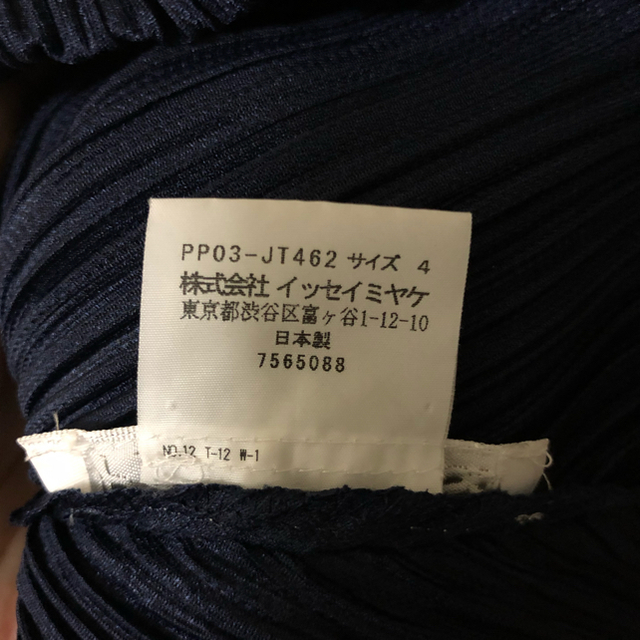 PP03-JT462 サイズ 4
株式会社 イッセイミヤケ
東京都渋谷区富ヶ谷1-12-10
日本製
7565088
NO-12 T-12 W-1